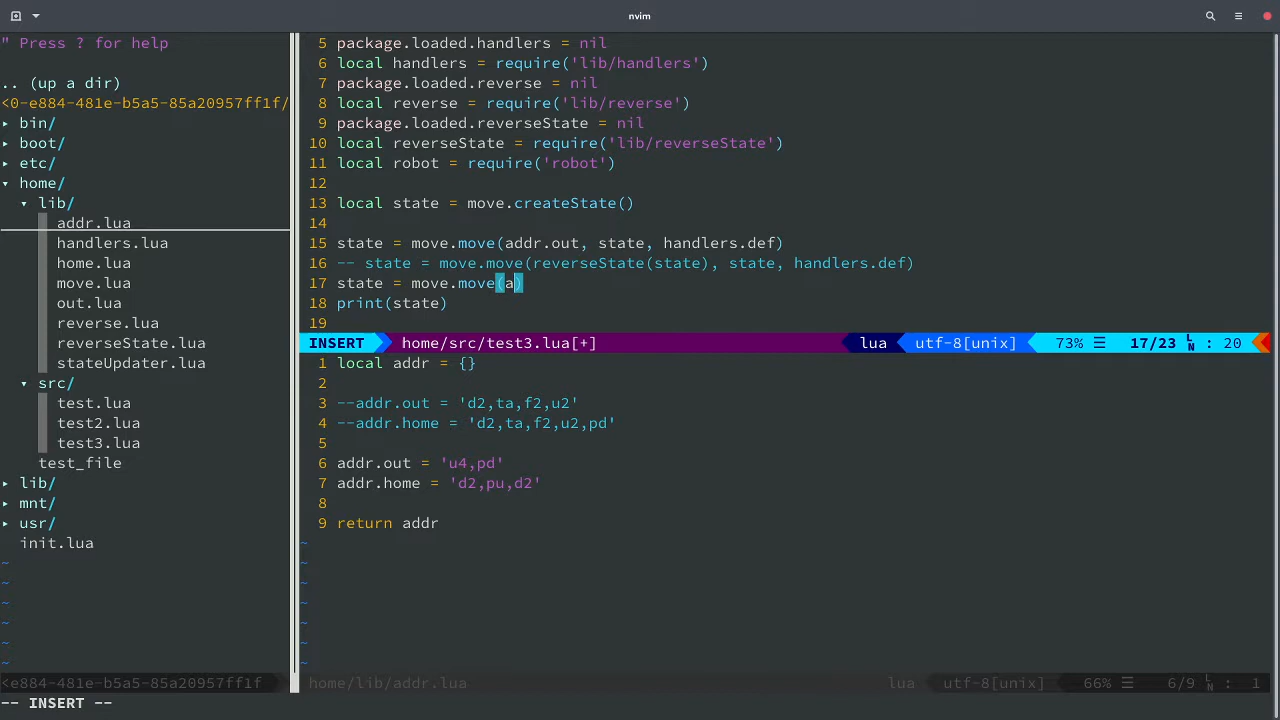 nvim
" Press ? for help
.. (up a dir)
<0-e884-481e-b5a5-85a20957ff1f/
▸ bin/
▸ boot/
▸ etc/
▾ home/
▾ lib/
addr.lua
handlers.lua
home.lua
move.lua
out.lua
reverse.lua
reverseState.lua
stateUpdater.lua
▾ src/
test.lua
test2.lua
test3.lua
test_file
▸ lib/
▸ mnt/
▸ usr/
init.lua
~
~
~
~
~
~
<e884-481e-b5a5-85a20957ff1f
5 package.loaded.handlers = nil
6 local handlers = require('lib/handlers')
7 package.loaded.reverse = nil
8 local reverse = require('lib/reverse')
9 package.loaded.reverseState = nil
10 local reverseState = require('lib/reverseState')
11 local robot = require('robot')
12
13 local state = move.createState()
14
15 state = move.move(addr.out, state, handlers.def)
16 -- state = move.move(reverseState(state), state, handlers.def)
17 state = move.move(a)
18 print(state)
19
INSERT home/src/test3.lua[+] lua utf-8[unix] 73% ☰ 17/23 ㏑ : 20
1 local addr = {}
2
3 --addr.out = 'd2,ta,f2,u2'
4 --addr.home = 'd2,ta,f2,u2,pd'
5
6 addr.out = 'u4,pd'
7 addr.home = 'd2,pu,d2'
8
9 return addr
~
~
~
~
~
~
~
home/lib/addr.lua lua utf-8[unix] 66% ☰ 6/9 ㏑ : 1
-- INSERT --